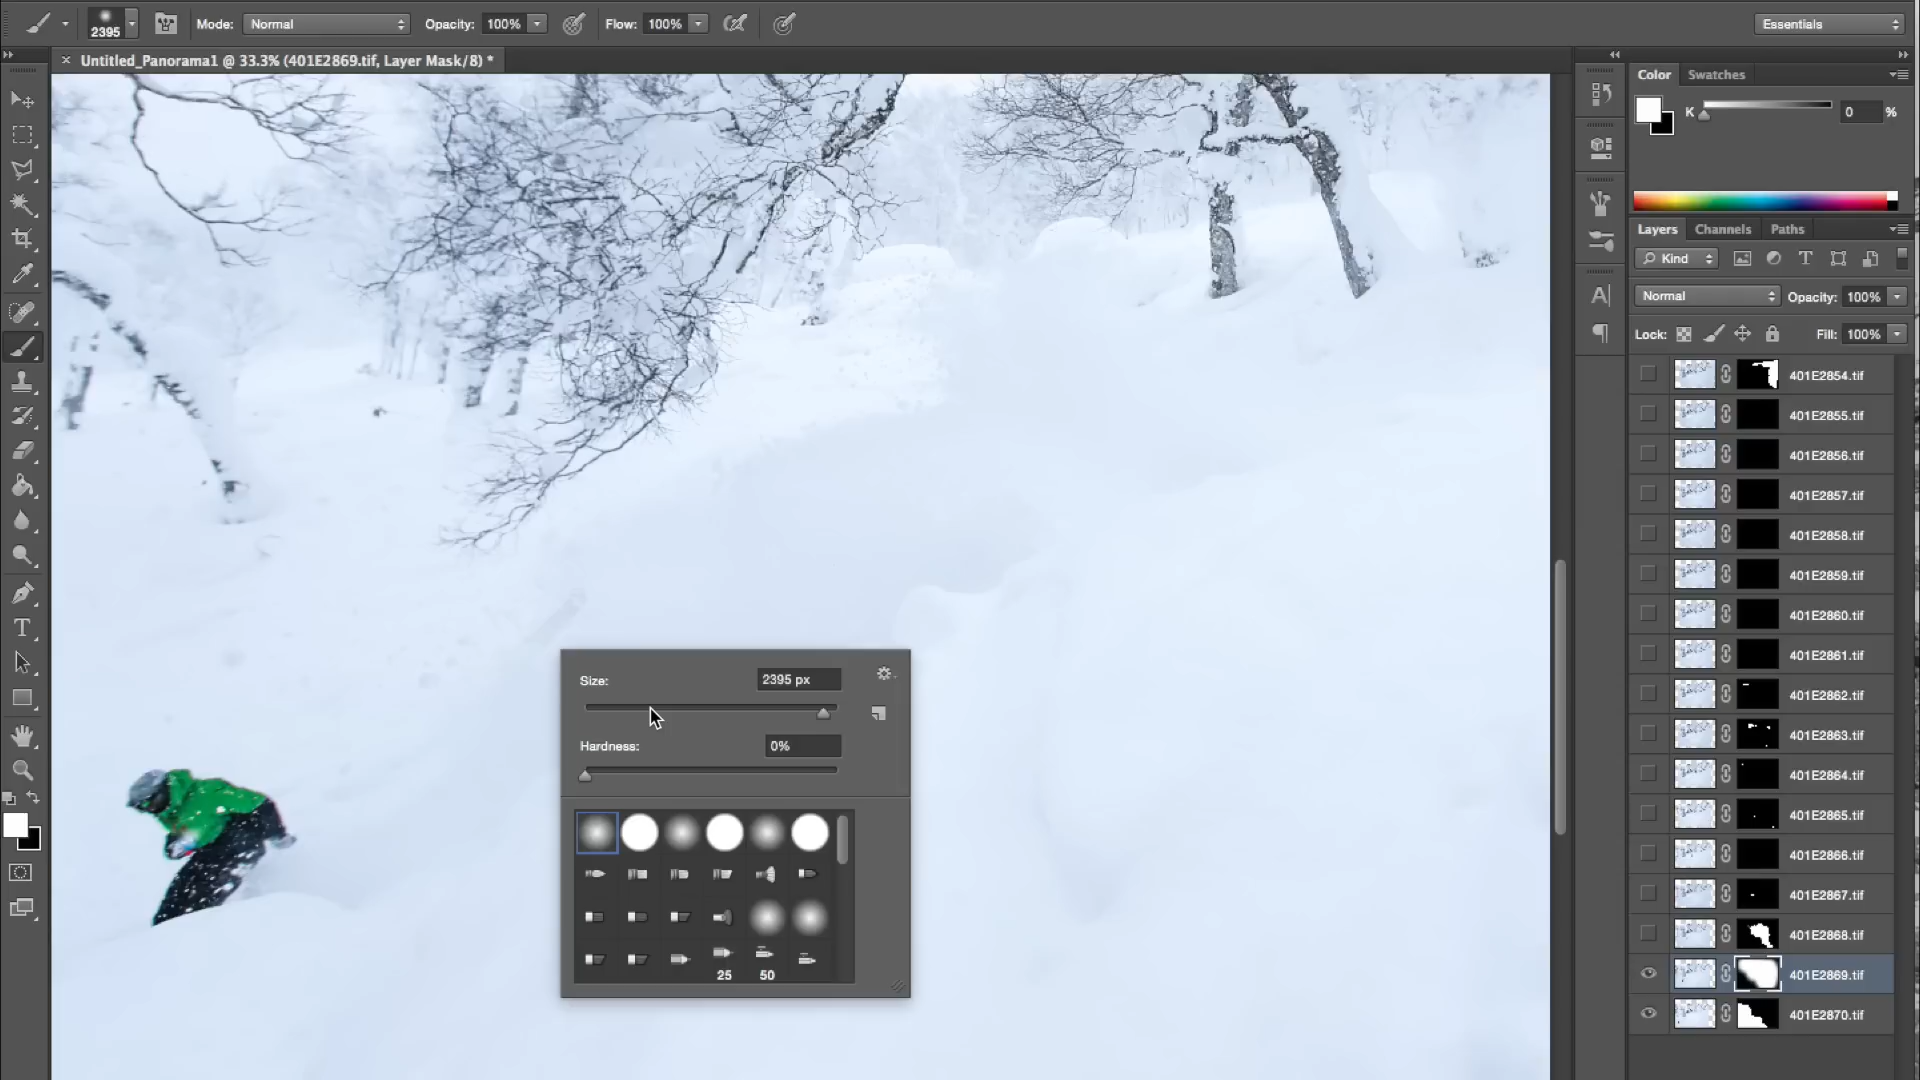 2395
Mode: Normal
Opacity: 100%
Flow: 100%
Essentials
Untitled_Panorama1 @ 33.3% (401E2869.tif, Layer Mask/8) *
Color
Swatches
K
0
%
Layers
Channels
Paths
Kind
Normal
Opacity: 100%
Lock:
Fill: 100%
401E2854.tif
401E2855.tif
401E2856.tif
401E2857.tif
401E2858.tif
401E2859.tif
401E2860.tif
401E2861.tif
401E2862.tif
401E2863.tif
401E2864.tif
401E2865.tif
401E2866.tif
401E2867.tif
401E2868.tif
401E2869.tif
401E2870.tif
Size: 2395 px
Hardness: 0%
25 50